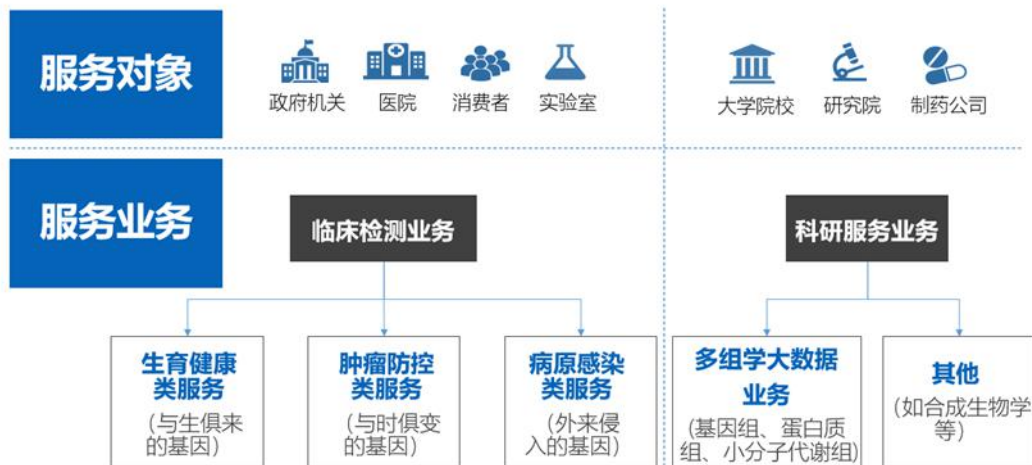 服务对象
政府机关
医院
消费者
实验室
大学院校
研究院
制药公司
服务业务
临床检测业务
科研服务业务
生育健康
类服务
(与生俱来
的基因)
肿瘤防控
类服务
(与时俱变
的基因)
病原感染
类服务
(外来侵
入的基因)
多组学大数据
业务
(基因组、蛋白质
组、小分子代谢组)
其他
(如合成生物学
等)